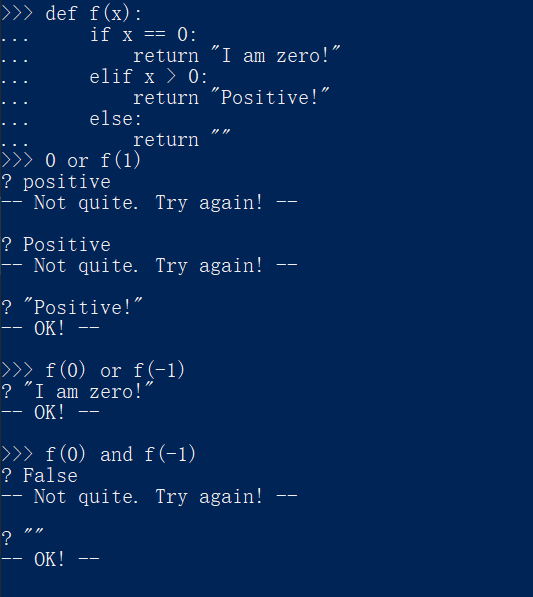 >>> def f(x):
...     if x == 0:
...         return "I am zero!"
...     elif x > 0:
...         return "Positive!"
...     else:
...         return ""
>>> 0 or f(1)
? positive
-- Not quite. Try again! --
? Positive
-- Not quite. Try again! --
? "Positive!"
-- OK! --
>>> f(0) or f(-1)
? "I am zero!"
-- OK! --
>>> f(0) and f(-1)
? False
-- Not quite. Try again! --
? ""
-- OK! --